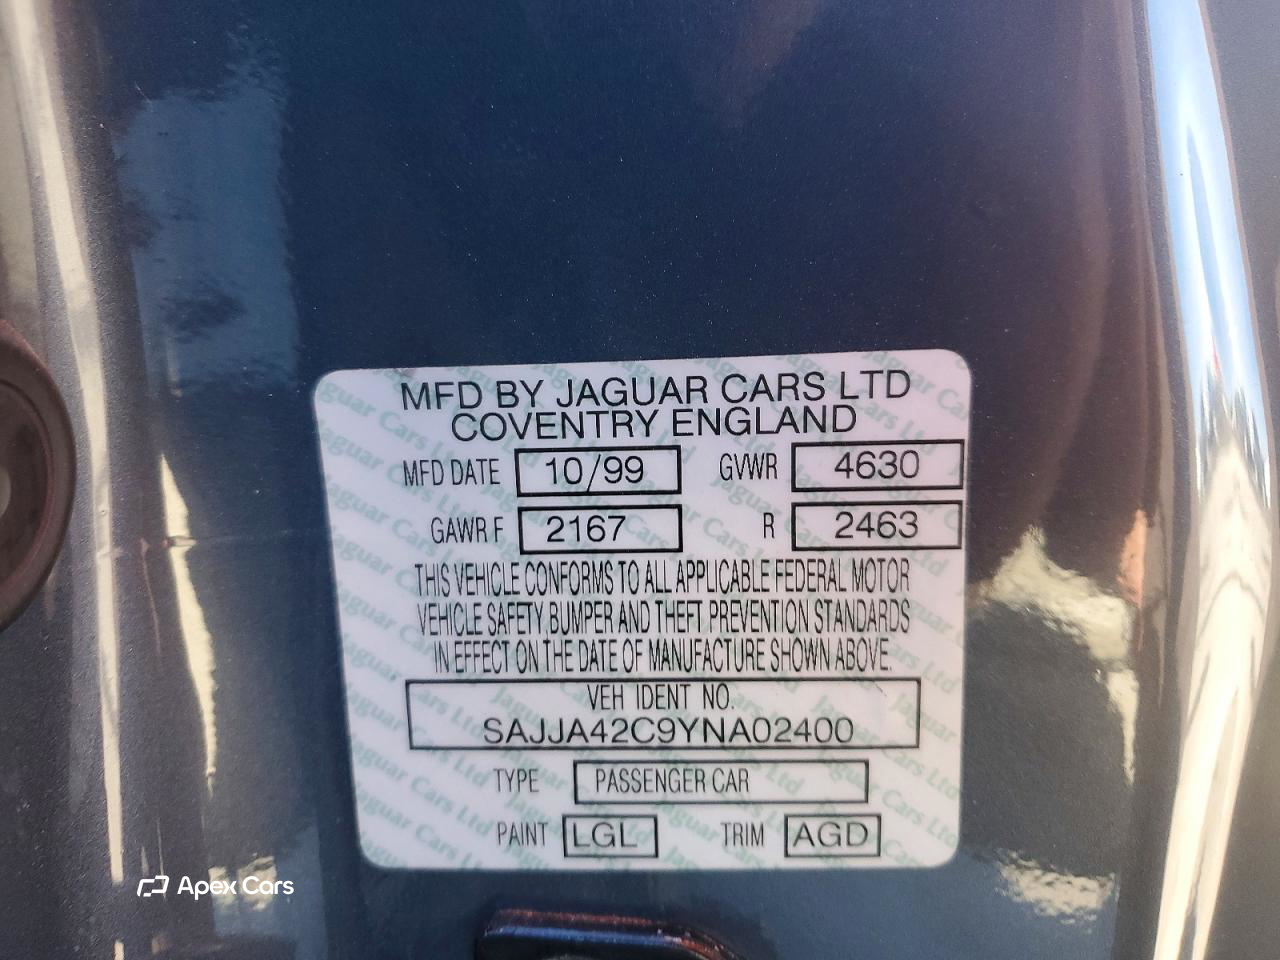 MFD BY JAGUAR CARS LTD
COVENTRY ENGLAND
MFD DATE 10/99 GVWR 4630
GAWR F 2167 R 2463
THIS VEHICLE CONFORMS TO ALL APPLICABLE FEDERAL MOTOR
VEHICLE SAFETY, BUMPER AND THEFT PREVENTION STANDARDS
IN EFFECT ON THE DATE OF MANUFACTURE SHOWN ABOVE.
VEH IDENT NO.
SAJJA42C9YNA02400
TYPE PASSENGER CAR
PAINT LGL TRIM AGD
Apex Cars